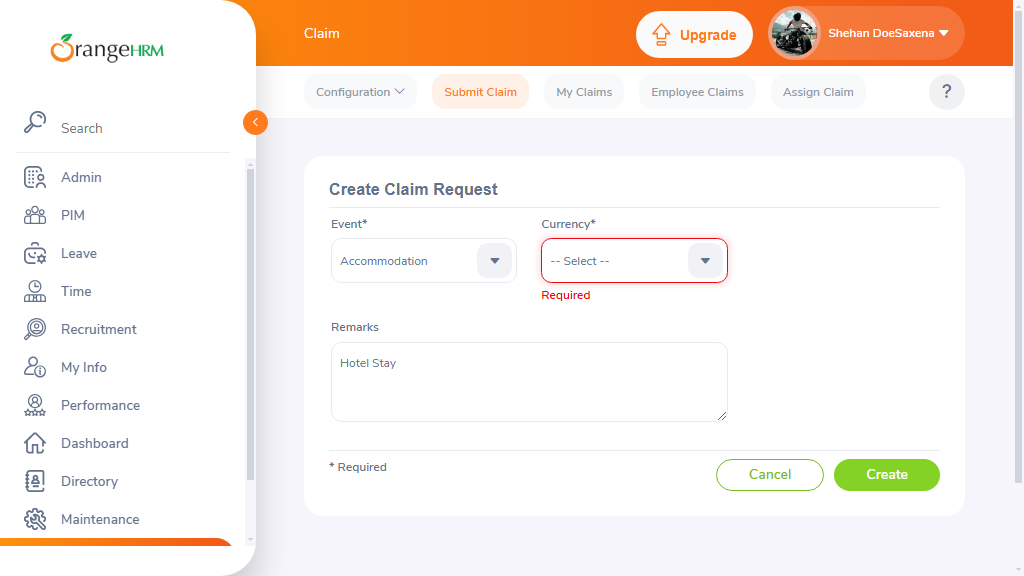 OrangeHRM
Search
Admin
PIM
Leave
Time
Recruitment
My Info
Performance
Dashboard
Directory
Maintenance
Claim
Upgrade
Shehan DoeSaxena
Configuration
Submit Claim
My Claims
Employee Claims
Assign Claim
?
Create Claim Request
Event*
Currency*
Accommodation
-- Select --
Required
Remarks
Hotel Stay
* Required
Cancel
Create